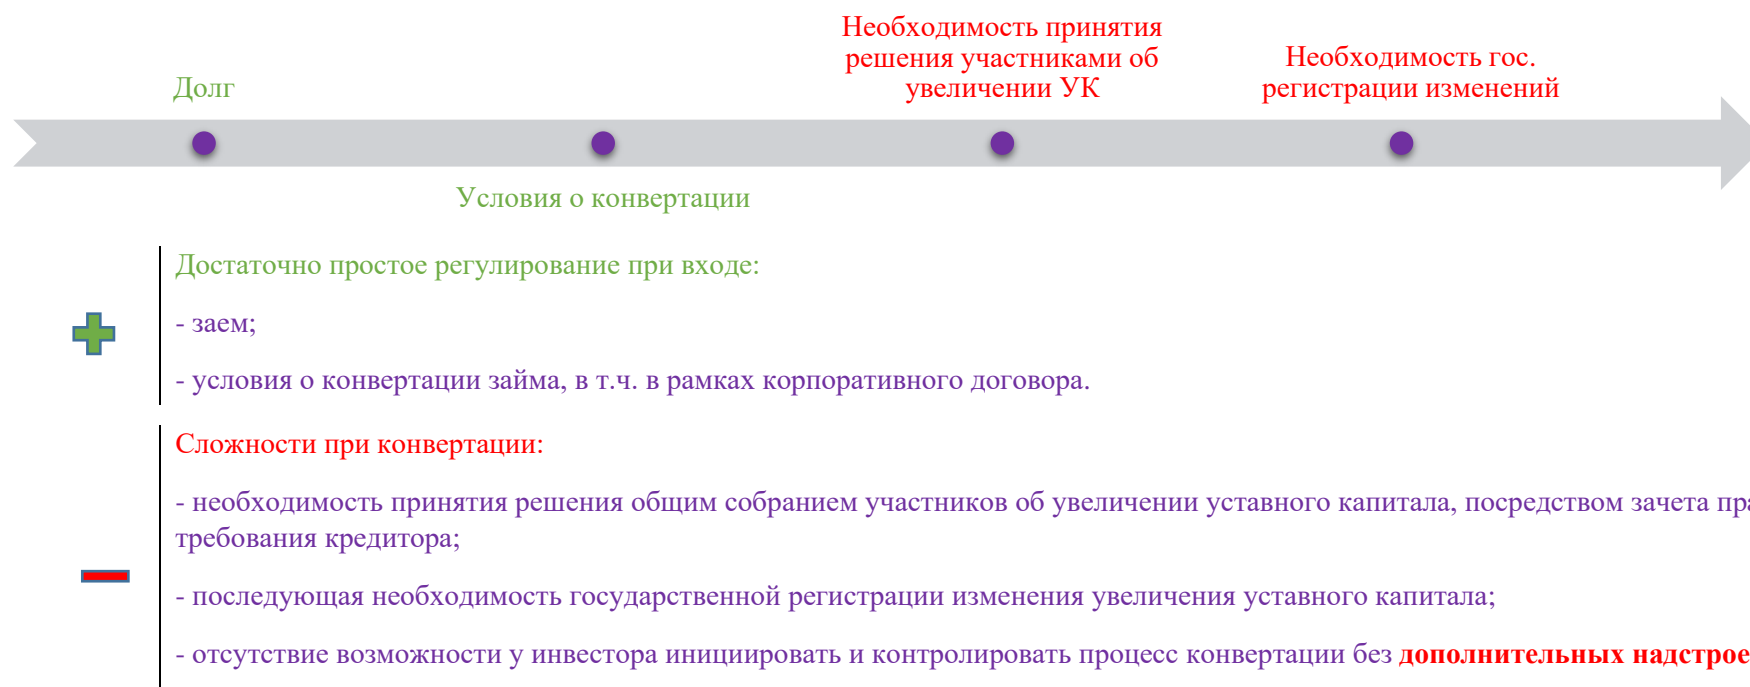 Необходимость принятия
решения участниками об
увеличении УК
Необходимость гос.
регистрации изменений
Долг
Условия о конвертации
Достаточно простое регулирование при входе:
- заем;
- условия о конвертации займа, в т.ч. в рамках корпоративного договора.
Сложности при конвертации:
- необходимость принятия решения общим собранием участников об увеличении уставного капитала, посредством зачета
требования кредитора;
- последующая необходимость государственной регистрации изменения увеличения уставного капитала;
- отсутствие возможности у инвестора инициировать и контролировать процесс конвертации без дополнительных